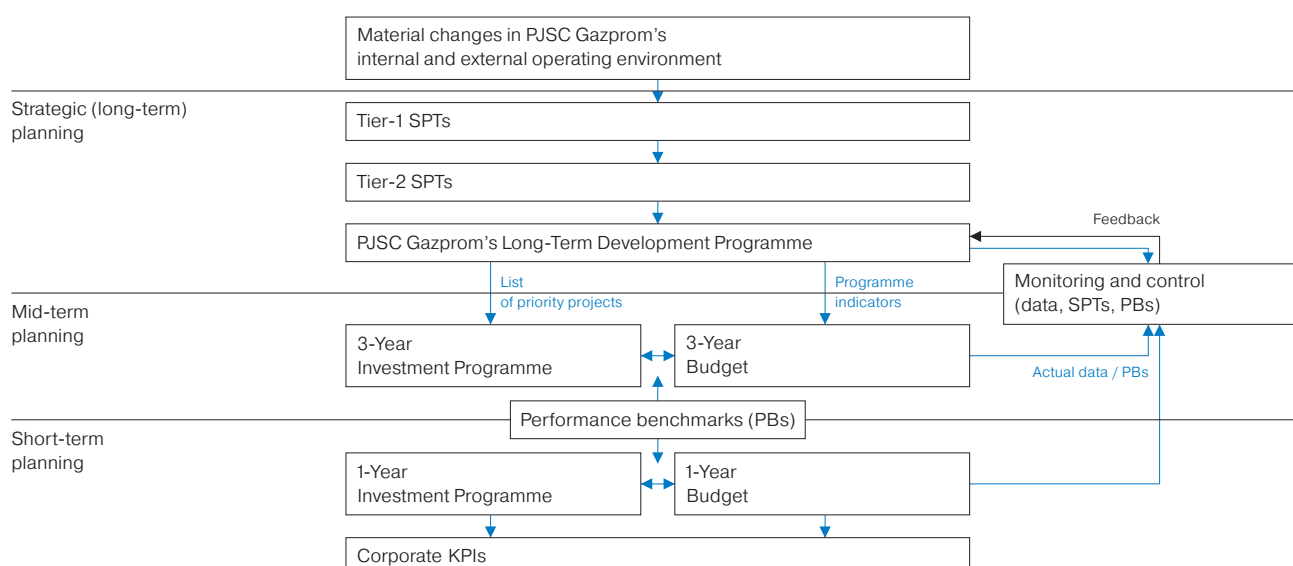 Material changes in PJSC Gazprom's
internal and external operating environment
Strategic (long-term)
planning
Tier-1 SPTs
Tier-2 SPTs
Feedback
PJSC Gazprom's Long-Term Development Programme
List
of priority projects
Programme
indicators
Monitoring and control
(data, SPTs, PBs)
Mid-term
planning
3-Year
Investment Programme
3-Year
Budget
Actual data / PBs
Performance benchmarks (PBs)
Short-term
planning
1-Year
Investment Programme
1-Year
Budget
Corporate KPIs